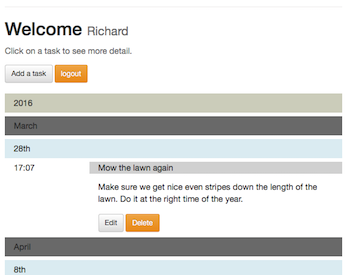 Welcome Richard
Click on a task to see more detail.
Add a task logout
2016
March
28th
17:07 Mow the lawn again
Make sure we get nice even stripes down the length of the
lawn. Do it at the right time of the year.
Edit Delete
April
8th